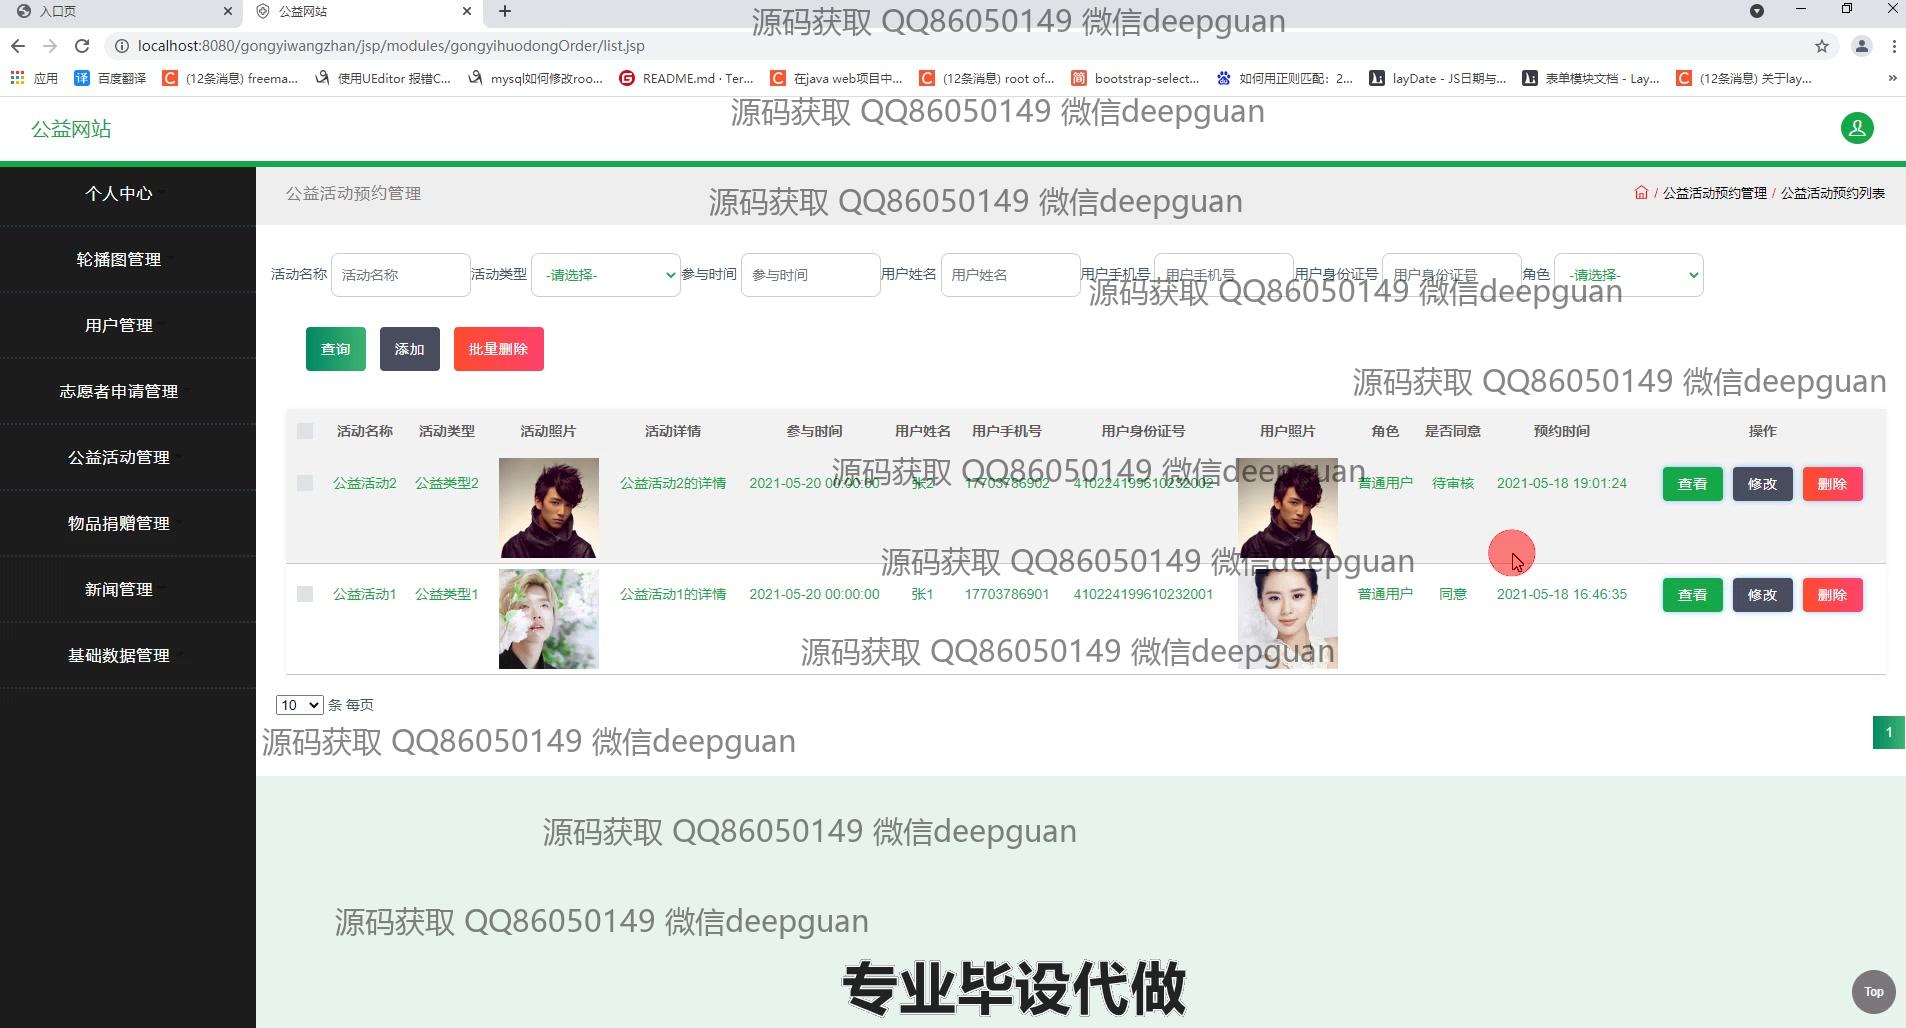 入口页
公益网站
源码获取 QQ86050149 微信deepguan
localhost:8080/gongyiwangzhan/jsp/modules/gongyihuodongOrder/list.jsp
应用
百度翻译
(12条消息) freema...
使用UEditor 报错C...
mysql如何修改roo...
README.md · Ter...
在java web项目中...
(12条消息) root of...
bootstrap-select...
如何用正则匹配：2...
layDate - JS日期与...
表单模块文档 - Lay...
(12条消息) 关于lay...
源码获取 QQ86050149 微信deepguan
公益网站
个人中心
轮播图管理
用户管理
志愿者申请管理
公益活动管理
物品捐赠管理
新闻管理
基础数据管理
公益活动预约管理
源码获取 QQ86050149 微信deepguan
/ 公益活动预约管理 / 公益活动预约列表
活动名称 活动名称 活动类型 -请选择- 参与时间 参与时间 用户姓名 用户姓名 用户手机号 用户手机号 用户身份证号 用户身份证号 角色 -请选择-
源码获取 QQ86050149 微信deepguan
查询 添加 批量删除
源码获取 QQ86050149 微信deepguan
活动名称 活动类型 活动照片 活动详情 参与时间 用户姓名 用户手机号 用户身份证号 用户照片 角色 是否同意 预约时间 操作
源码获取 QQ86050149 微信deepguan
公益活动2 公益类型2 公益活动2的详情 2021-05-20 00:00:00 张2 17703786902 410224199610232002 普通用户 待审核 2021-05-18 19:01:24 查看 修改 删除
源码获取 QQ86050149 微信deepguan
公益活动1 公益类型1 公益活动1的详情 2021-05-20 00:00:00 张1 17703786901 410224199610232001 普通用户 同意 2021-05-18 16:46:35 查看 修改 删除
源码获取 QQ86050149 微信deepguan
10 条 每页
1
源码获取 QQ86050149 微信deepguan
源码获取 QQ86050149 微信deepguan
源码获取 QQ86050149 微信deepguan
专业毕设代做
Top